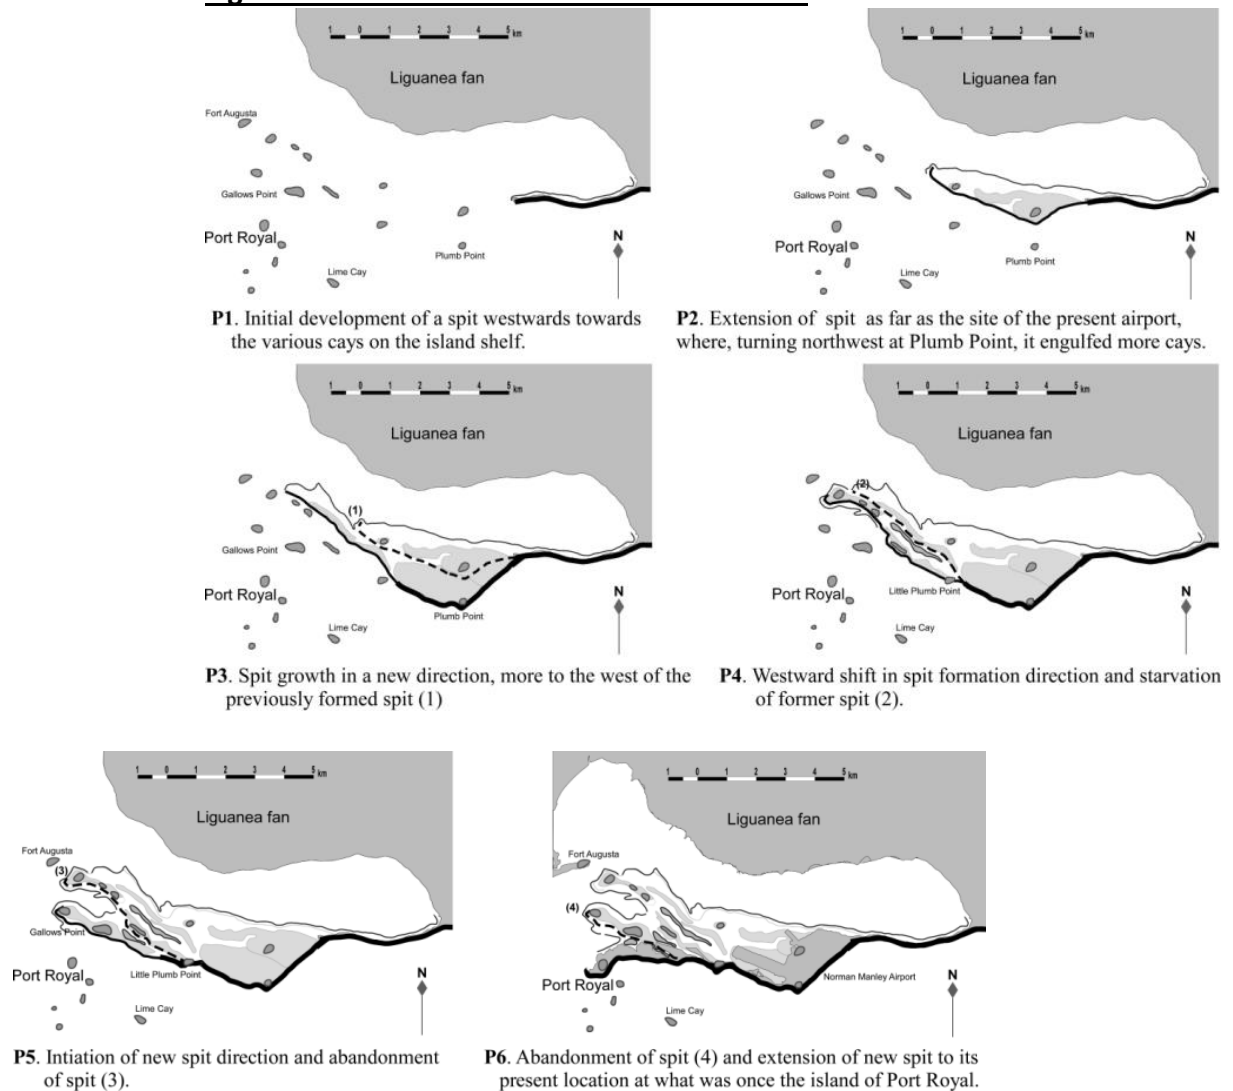 1 0 1 2 3 4 5 km
Liguanea fan
Fort Augusta
Gallows Point
Port Royal
Plumb Point
Lime Cay
N
P1. Initial development of a spit westwards towards
the various cays on the island shelf.
1 0 1 2 3 4 5 km
Liguanea fan
Gallows Point
Port Royal
Plumb Point
Lime Cay
N
P2. Extension of spit as far as the site of the present airport,
where, turning northwest at Plumb Point, it engulfed more cays.
1 0 1 2 3 4 5 km
Liguanea fan
(1)
Gallows Point
Port Royal
Plumb Point
Lime Cay
N
P3. Spit growth in a new direction, more to the west of the
previously formed spit (1)
1 0 1 2 3 4 5 km
Liguanea fan
(2)
Port Royal
Little Plumb Point
Lime Cay
N
P4. Westward shift in spit formation direction and starvation
of former spit (2).
1 0 1 2 3 4 5 km
Liguanea fan
Fort Augusta
(3)
Gallows Point
Port Royal
Little Plumb Point
Lime Cay
N
P5. Intiation of new spit direction and abandonment
of spit (3).
1 0 1 2 3 4 5 km
Liguanea fan
Fort Augusta
(4)
Port Royal
Norman Manley Airport
Lime Cay
N
P6. Abandonment of spit (4) and extension of new spit to its
present location at what was once the island of Port Royal.